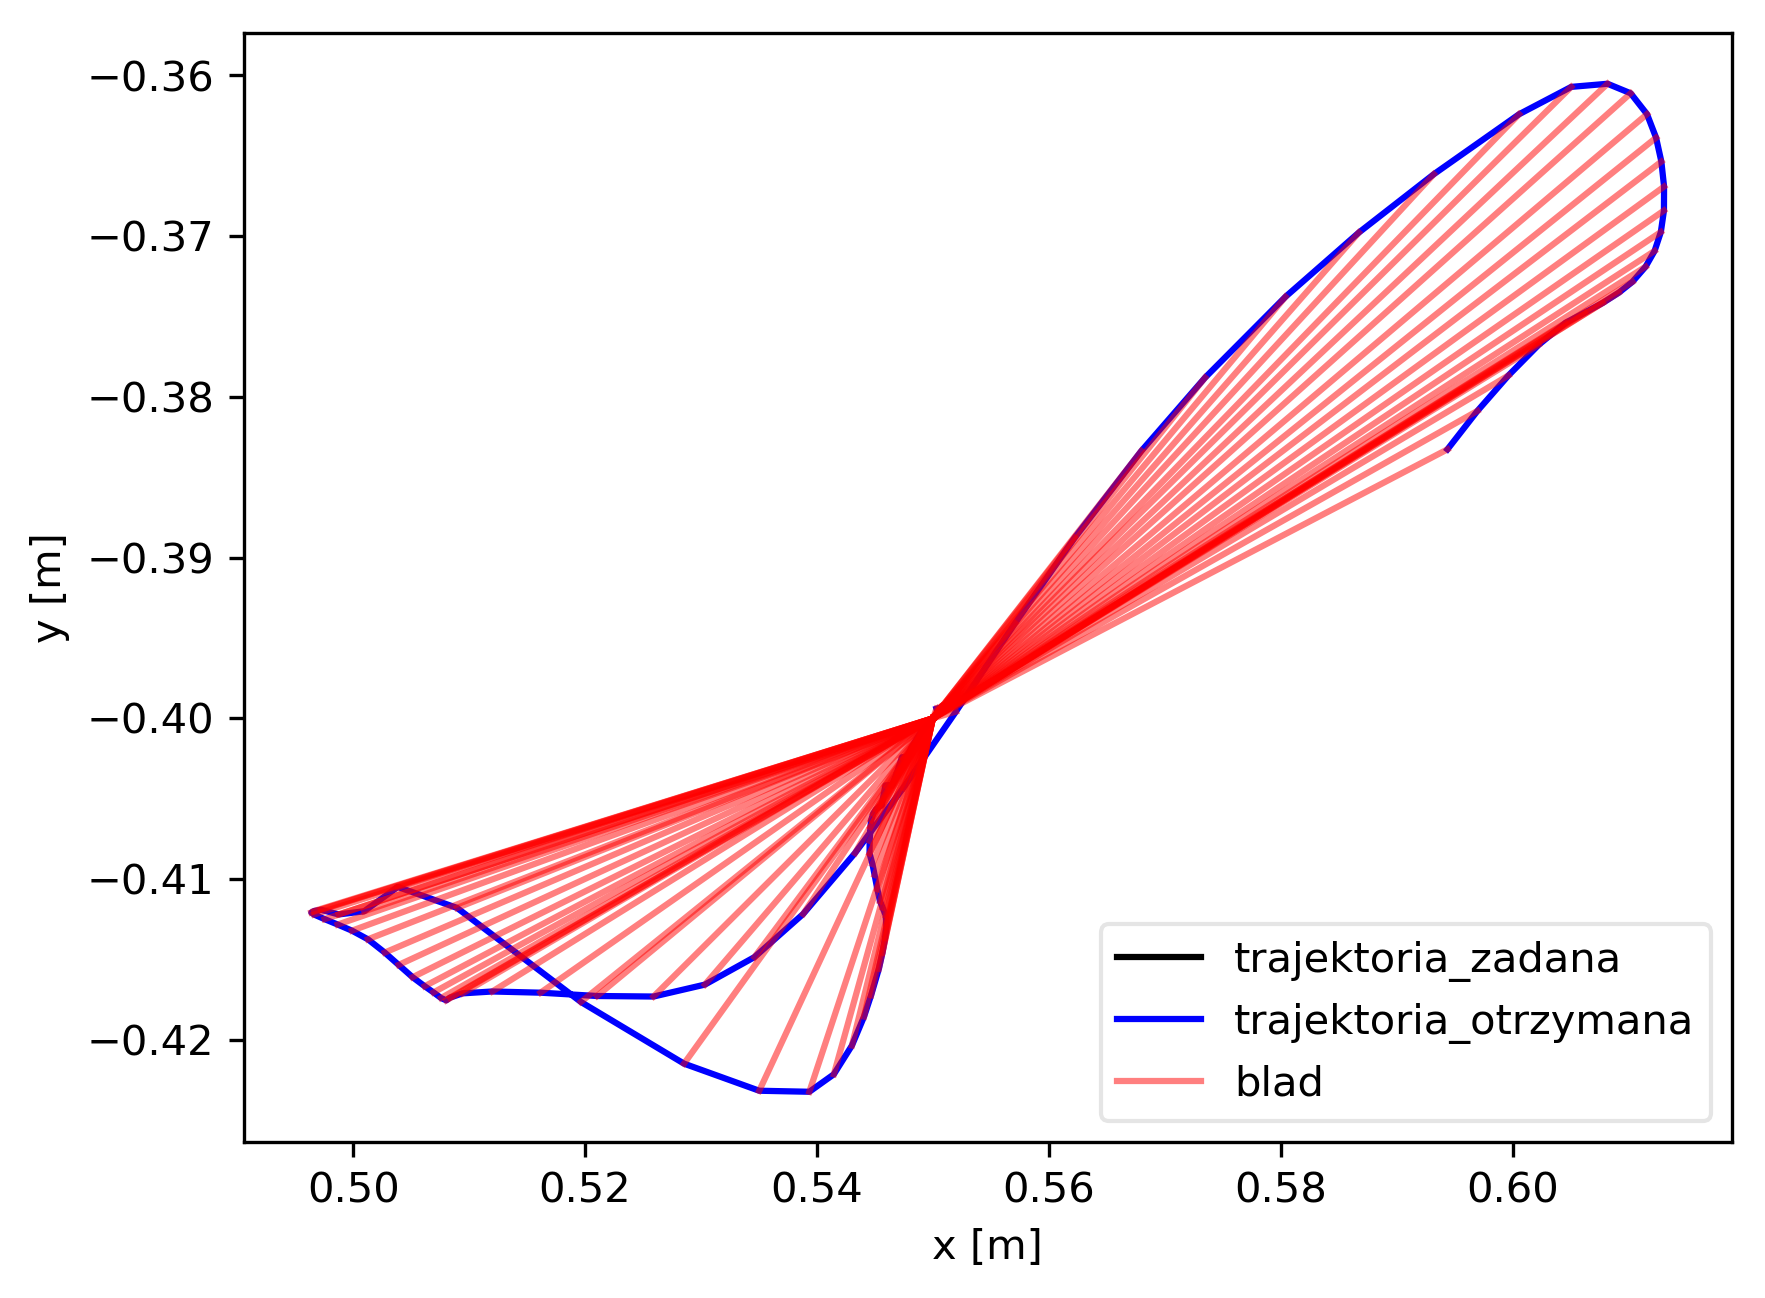 −0.36
−0.37
−0.38
−0.39
−0.40
−0.41
−0.42
y [m]
trajektoria_zadana
trajektoria_otrzymana
blad
0.50 0.52 0.54 0.56 0.58 0.60
x [m]